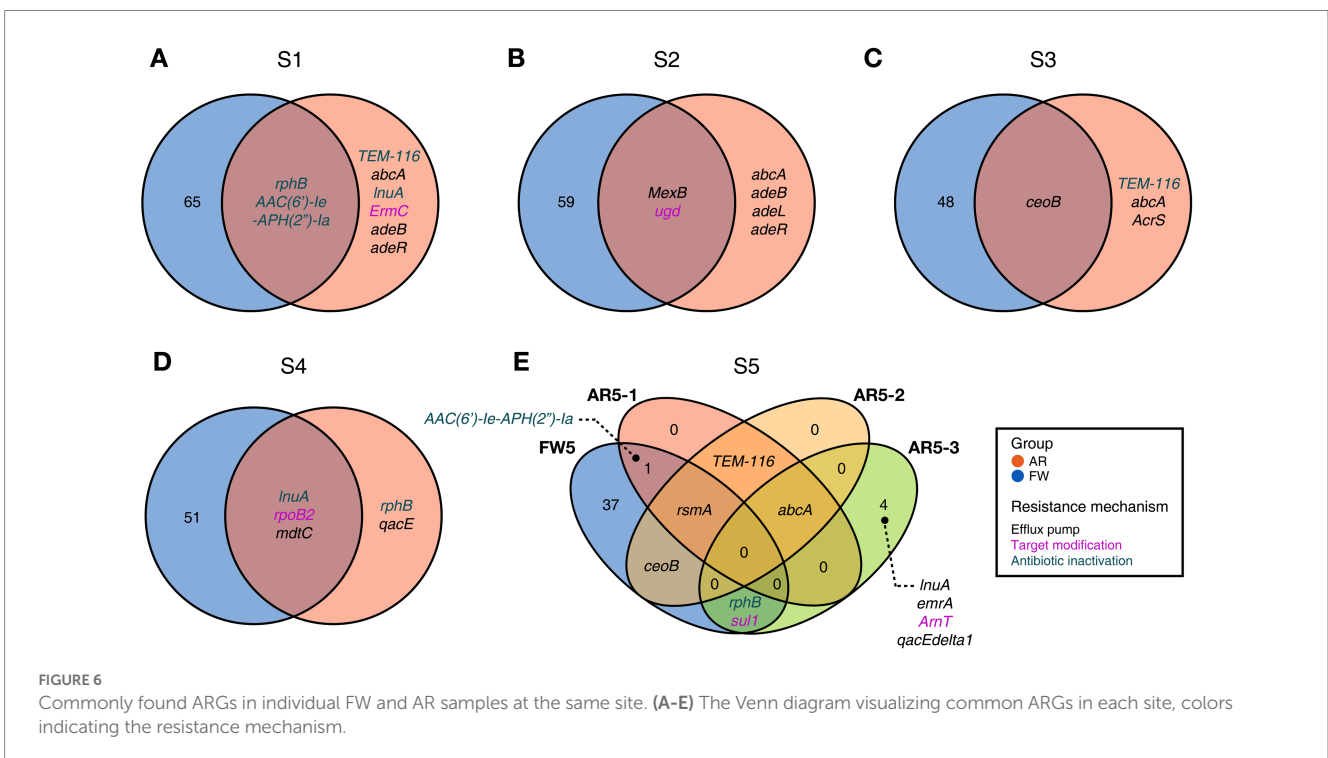 A
S1
65
rphB
AAC(6’)-Ie
-APH(2”)-Ia
TEM-116
abcA
lnuA
ErmC
adeB
adeR
B
S2
59
MexB
ugd
abcA
adeB
adeL
adeR
C
S3
48
ceoB
TEM-116
abcA
AcrS
D
S4
51
lnuA
rpoB2
mdtC
rphB
qacE
E
S5
AR5-1
AR5-2
AAC(6’)-Ie-APH(2”)-Ia
0
0
FW5
AR5-3
1
TEM-116
0
37
rsmA
abcA
4
0
ceoB
0
0
0
rphB
sul1
lnuA
emrA
ArnT
qacEdelta1
Group
AR
FW
Resistance mechanism
Efflux pump
Target modification
Antibiotic inactivation
FIGURE 6
Commonly found ARGs in individual FW and AR samples at the same site. (A-E) The Venn diagram visualizing common ARGs in each site, colors
indicating the resistance mechanism.